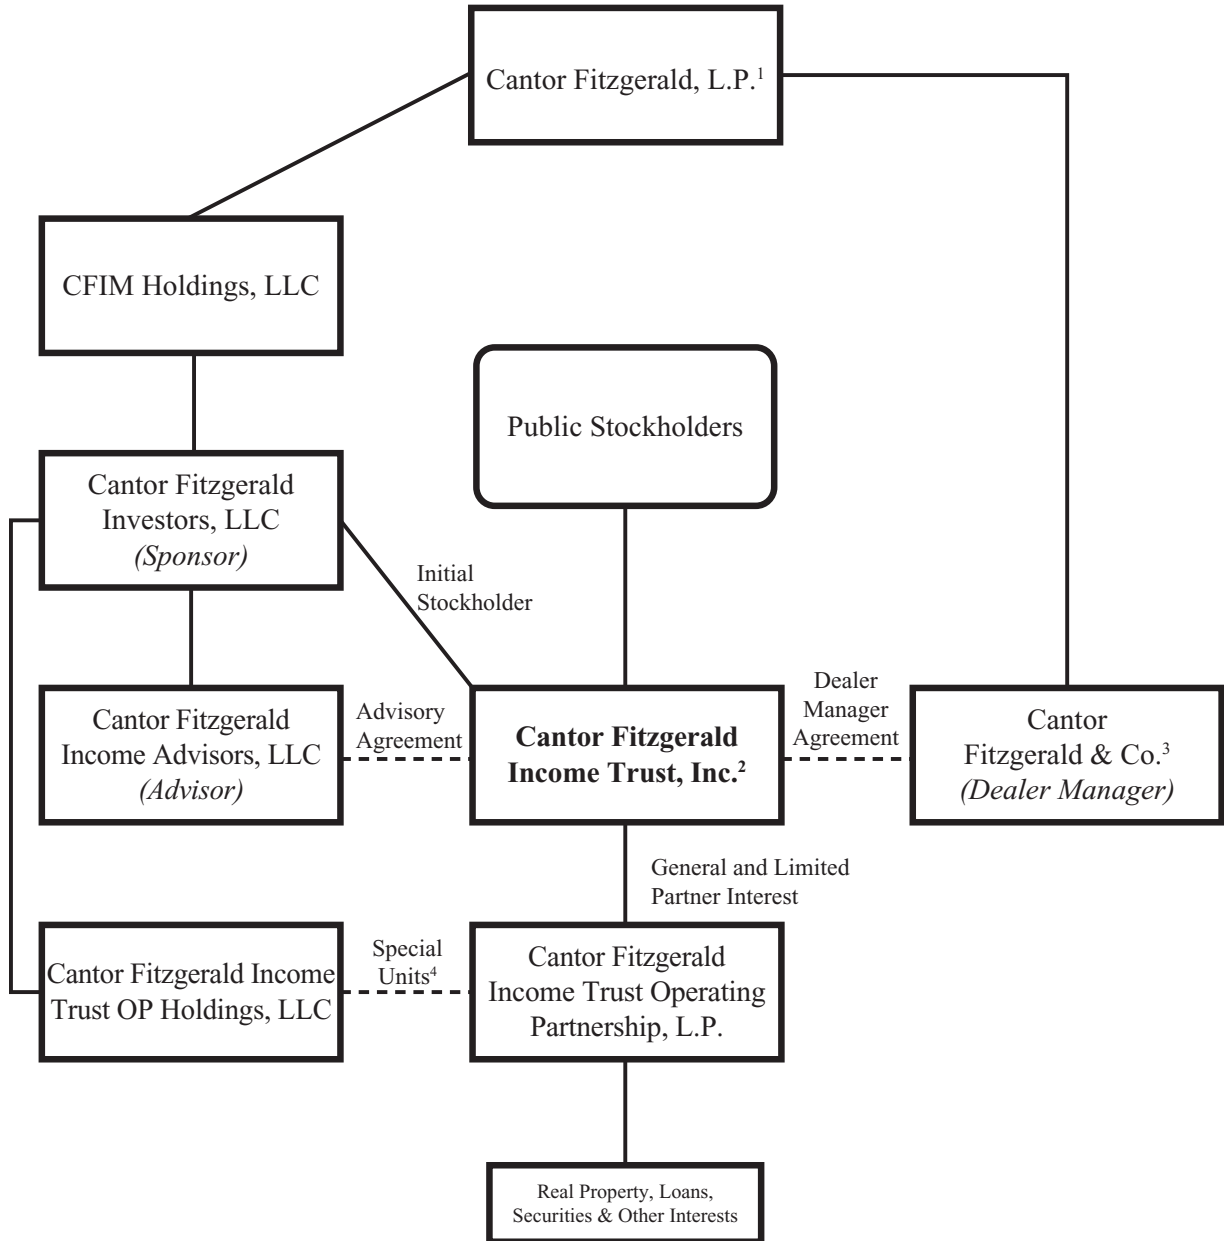 Cantor Fitzgerald, L.P.¹
CFIM Holdings, LLC
Public Stockholders
Cantor Fitzgerald
Investors, LLC
(Sponsor)
Initial
Stockholder
Cantor Fitzgerald
Income Advisors, LLC
(Advisor)
Advisory
Agreement
Cantor Fitzgerald
Income Trust, Inc.²
Dealer
Manager
Agreement
Cantor
Fitzgerald & Co.³
(Dealer Manager)
General and Limited
Partner Interest
Cantor Fitzgerald Income
Trust OP Holdings, LLC
Special
Units⁴
Cantor Fitzgerald
Income Trust Operating
Partnership, L.P.
Real Property, Loans,
Securities & Other Interests